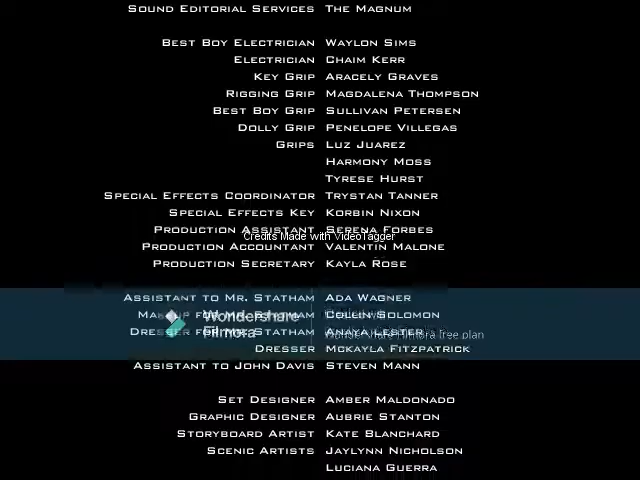 SOUND EDITORIAL SERVICES THE MAGNUM
BEST BOY ELECTRICIAN WAYLON SIMS
ELECTRICIAN CHAIM KERR
KEY GRIP ARACELY GRAVES
RIGGING GRIP MAGDALENA THOMPSON
BEST BOY GRIP SULLIVAN PETERSEN
DOLLY GRIP PENELOPE VILLEGAS
GRIPS LUZ JUAREZ
HARMONY MOSS
TYRESE HURST
SPECIAL EFFECTS COORDINATOR TRYSTAN TANNER
SPECIAL EFFECTS KEY KORBIN NIXON
PRODUCTION ASSISTANT SERENA FORBES
Credits Made with VideoTagger
PRODUCTION ACCOUNTANT VALENTIN MALONE
PRODUCTION SECRETARY KAYLA ROSE
ASSISTANT TO MR. STATHAM ADA WAGNER
FOR MR. STATHAM COLLIN SOLOMON
Wondershare
Filmora
DRESSER FOR MR. STATHAM ANAYA LESTER
Wondershare Filmora free plan
DRESSER MCKAYLA FITZPATRICK
ASSISTANT TO JOHN DAVIS STEVEN MANN
SET DESIGNER AMBER MALDONADO
GRAPHIC DESIGNER AUBRIE STANTON
STORYBOARD ARTIST KATE BLANCHARD
SCENIC ARTISTS JAYLYNN NICHOLSON
LUCIANA GUERRA